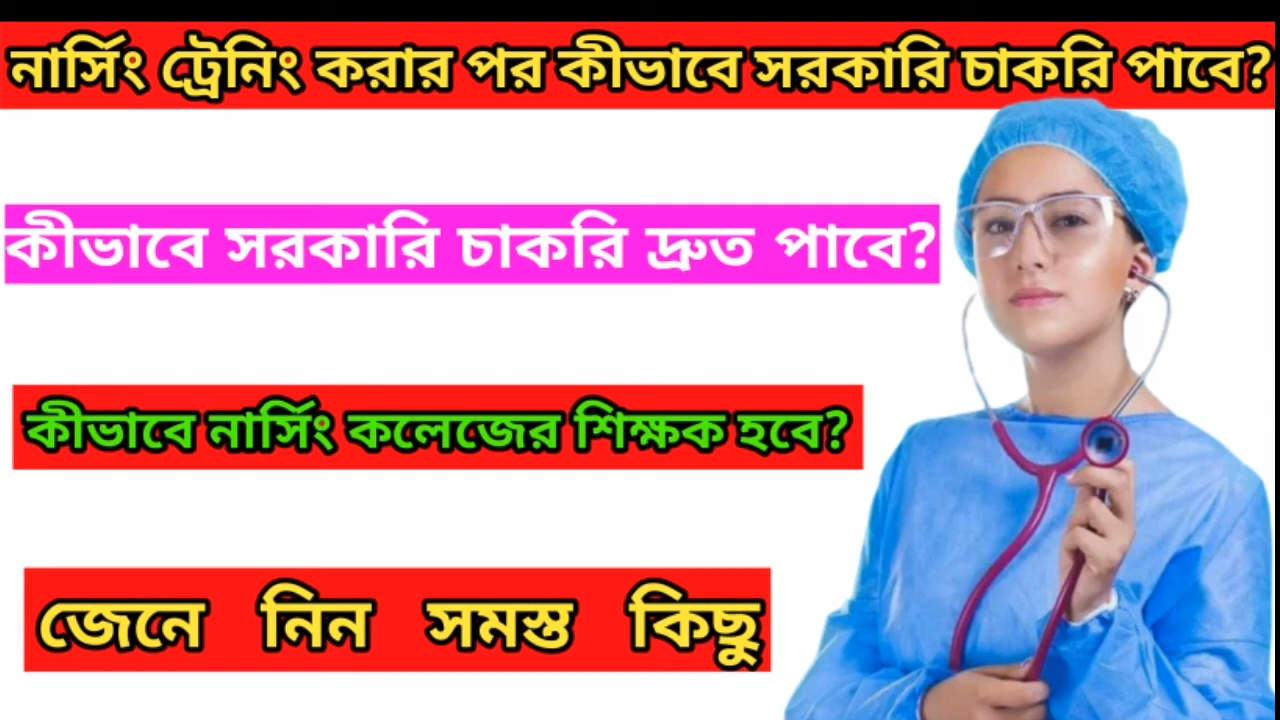 নার্সিং ট্রেনিং করার পর কীভাবে সরকারি চাকরি পাবে?
কীভাবে সরকারি চাকরি দ্রুত পাবে?
কীভাবে নার্সিং কলেজের শিক্ষক হবে?
জেনে নিন সমস্ত কিছু